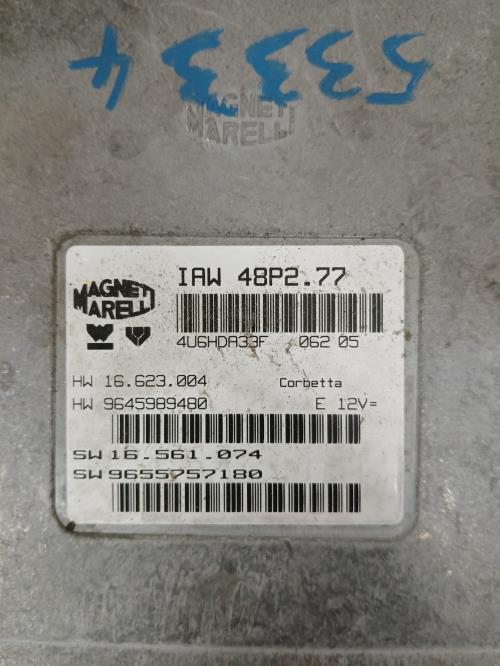 53334
MAGNETI
MARELLI
IAW 48P2.77
MAGNETI
MARELLI
4U6HDA33F 062 05
HW 16.623.004 Corbetta
HW 9645989480 E 12V=
SW 16.561.074
SW 9655757180